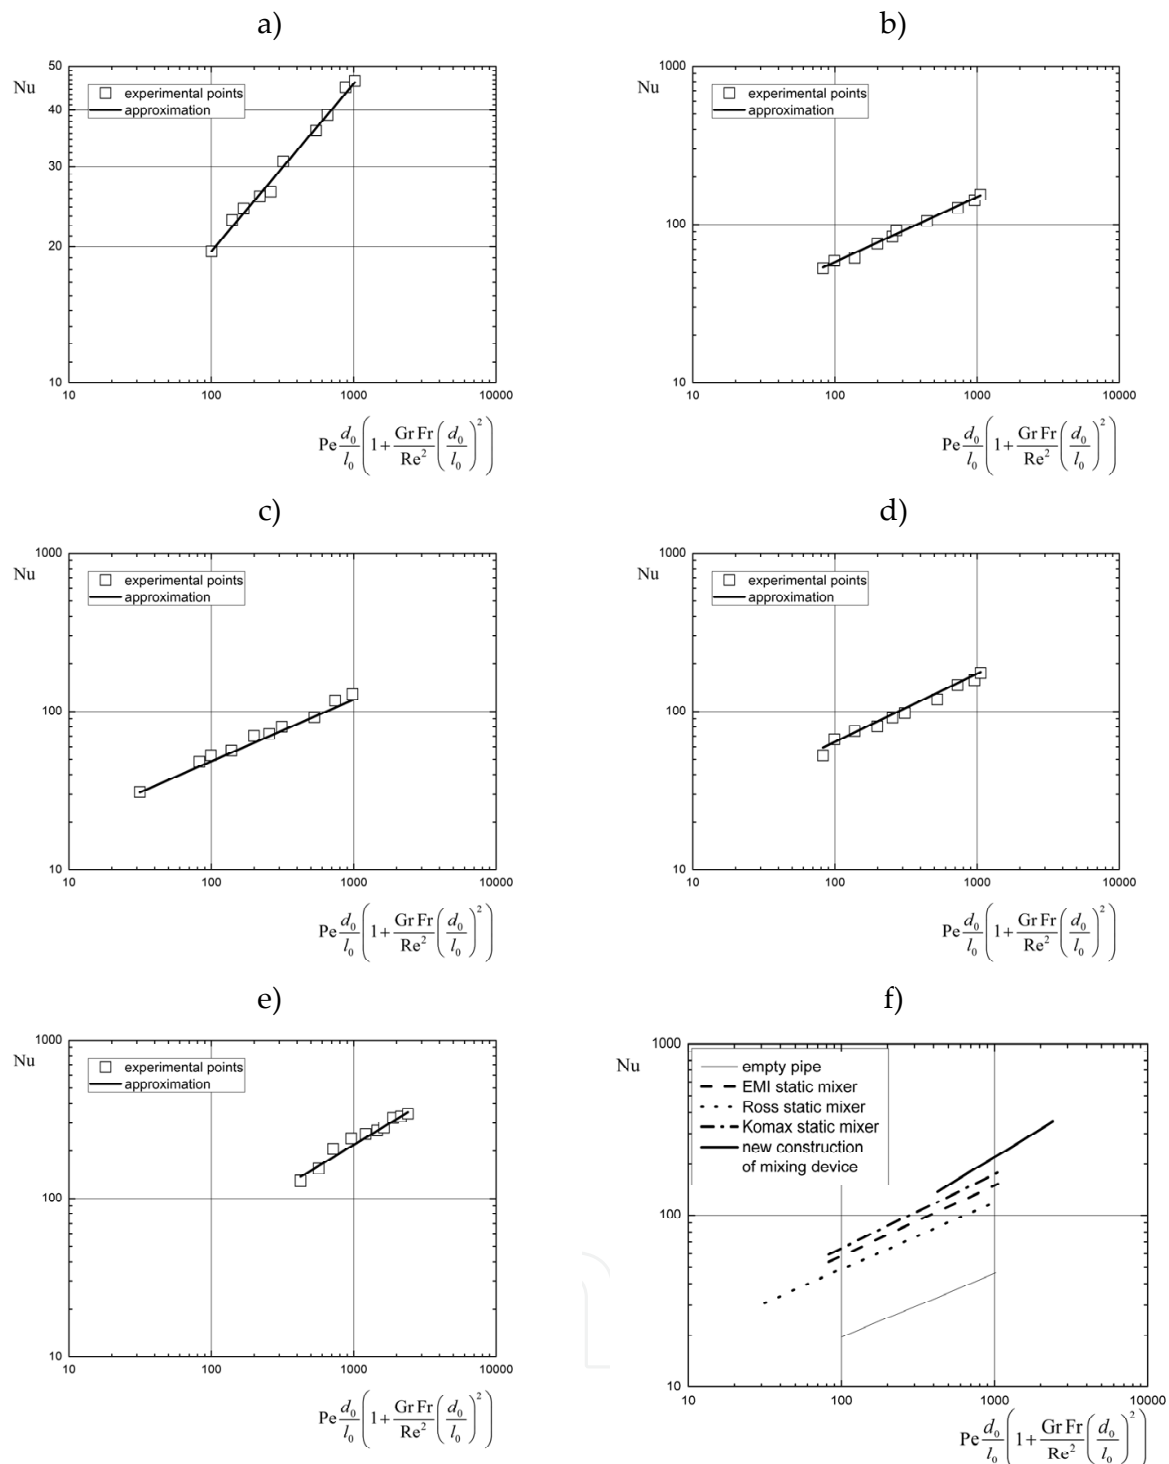 a)
Nu
50
40
30
20
10
experimental points
approximation
10 100 1000 10000
Pe d₀/l₀ (1 + Gr Fr/Re² (d₀/l₀)²)
b)
Nu
1000
100
10
experimental points
approximation
10 100 1000 10000
Pe d₀/l₀ (1 + Gr Fr/Re² (d₀/l₀)²)
c)
Nu
1000
100
10
experimental points
approximation
10 100 1000 10000
Pe d₀/l₀ (1 + Gr Fr/Re² (d₀/l₀)²)
d)
Nu
1000
100
10
experimental points
approximation
10 100 1000 10000
Pe d₀/l₀ (1 + Gr Fr/Re² (d₀/l₀)²)
e)
Nu
1000
100
10
experimental points
approximation
10 100 1000 10000
Pe d₀/l₀ (1 + Gr Fr/Re² (d₀/l₀)²)
f)
Nu
1000
100
10
empty pipe
EMI static mixer
Ross static mixer
Komax static mixer
new construction
of mixing device
10 100 1000 10000
Pe d₀/l₀ (1 + Gr Fr/Re² (d₀/l₀)²)